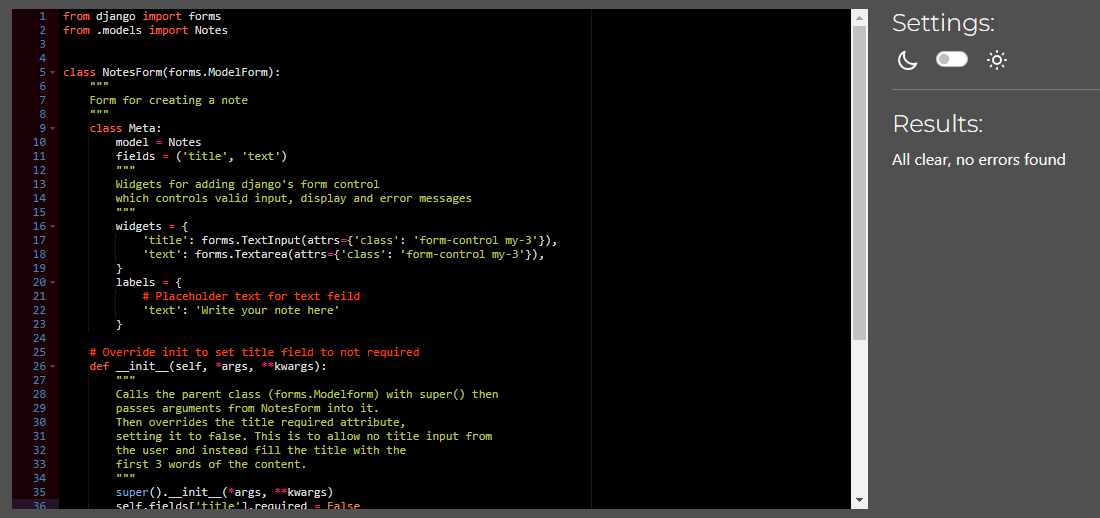 1 from django import forms
2 from .models import Notes
3
4
5 class NotesForm(forms.ModelForm):
6     """
7     Form for creating a note
8     """
9     class Meta:
10         model = Notes
11         fields = ('title', 'text')
12         """
13         Widgets for adding django's form control
14         which controls valid input, display and error messages
15         """
16         widgets = {
17             'title': forms.TextInput(attrs={'class': 'form-control my-3'}),
18             'text': forms.Textarea(attrs={'class': 'form-control my-3'}),
19         }
20         labels = {
21             # Placeholder text for text feild
22             'text': 'Write your note here'
23         }
24
25     # Override init to set title field to not required
26     def __init__(self, *args, **kwargs):
27         """
28         Calls the parent class (forms.Modelform) with super() then
29         passes arguments from NotesForm into it.
30         Then overrides the title required attribute,
31         setting it to false. This is to allow no title input from
32         the user and instead fill the title with the
33         first 3 words of the content.
34         """
35         super().__init__(*args, **kwargs)
36         self.fields['title'].required = False
Settings:
Results:
All clear, no errors found